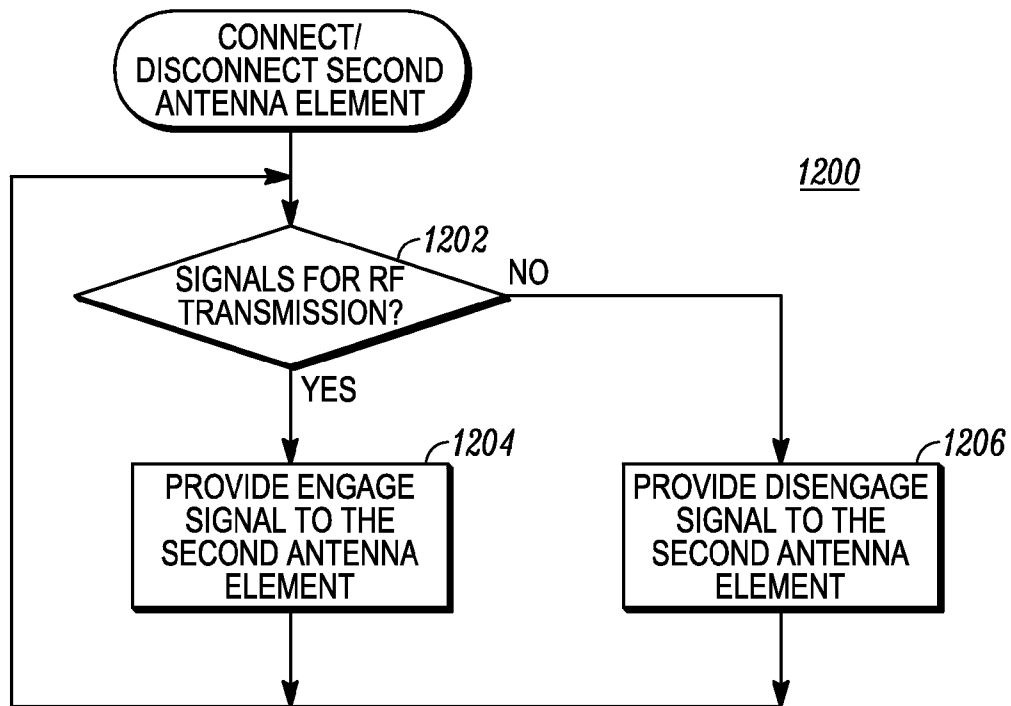 CONNECT/
DISCONNECT SECOND
ANTENNA ELEMENT
1200
1202
SIGNALS FOR RF
TRANSMISSION?
NO
YES
1204
PROVIDE ENGAGE
SIGNAL TO THE
SECOND ANTENNA
ELEMENT
1206
PROVIDE DISENGAGE
SIGNAL TO THE
SECOND ANTENNA
ELEMENT